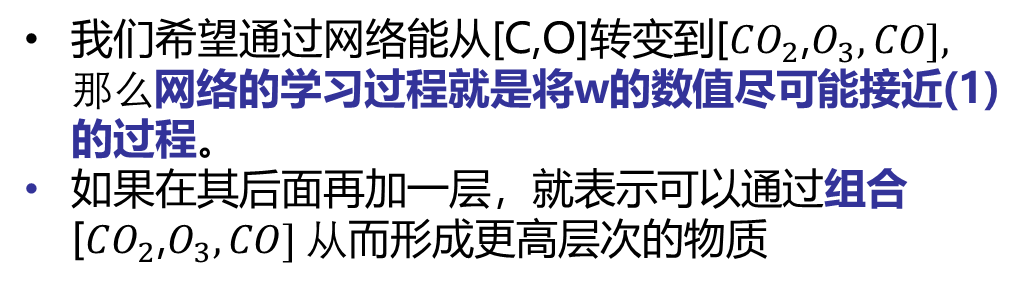 • 我们希望通过网络能从[C,O]转变到[𝐶𝑂₂,𝑂₃,𝐶𝑂],
那么网络的学习过程就是将w的数值尽可能接近(1)
的过程。
• 如果在其后面再加一层，就表示可以通过组合
[𝐶𝑂₂,𝑂₃,𝐶𝑂] 从而形成更高层次的物质